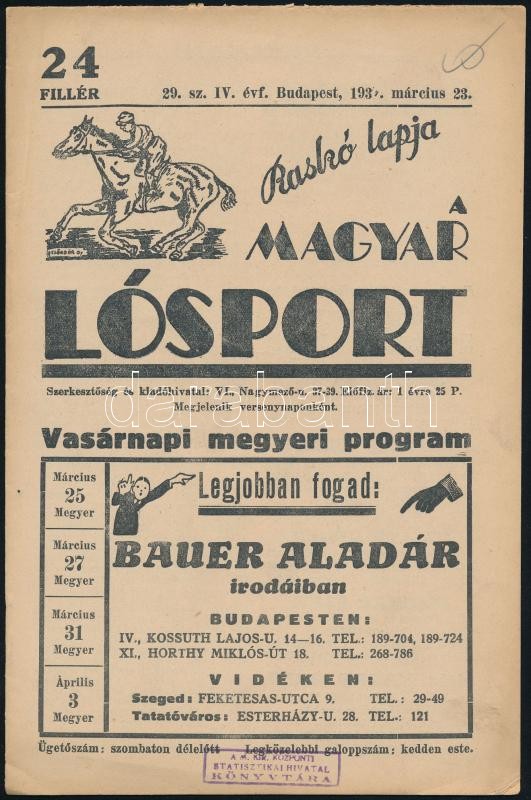 24
FILLÉR
29. sz. IV. évf. Budapest, március 23.
Raskó lapja
A
MAGYAR
LÓSPORT
Szerkesztőség és kiadóhivatal: VI., Nagymező-u. 37-39. Előfiz. ár: 1 évre 25 P.
Megjelenik versenynaponként.
darabanth
Vasárnapi megyeri program
Március
25
Megyer
Március
27
Megyer
Március
31
Megyer
Április
3
Megyer
Legjobban fogad:
BAUER ALADÁR
irodáiban
BUDAPESTEN:
IV., KOSSUTH LAJOS-U. 14—16. TEL.: 189-704, 189-724
XI., HORTHY MIKLÓS-ÚT 18. TEL.: 268-786
VIDÉKEN:
Szeged: FEKETESAS-UTCA 9. TEL.: 29-49
Tatatóváros: ESTERHÁZY-U. 28. TEL.: 121
Ügetőszám: szombaton délelőtt Legközelebbi galoppszám: kedden este.
A M. KIR. KÖZPONTI
STATISZTIKAI HIVATAL
KÖNYVTÁRA